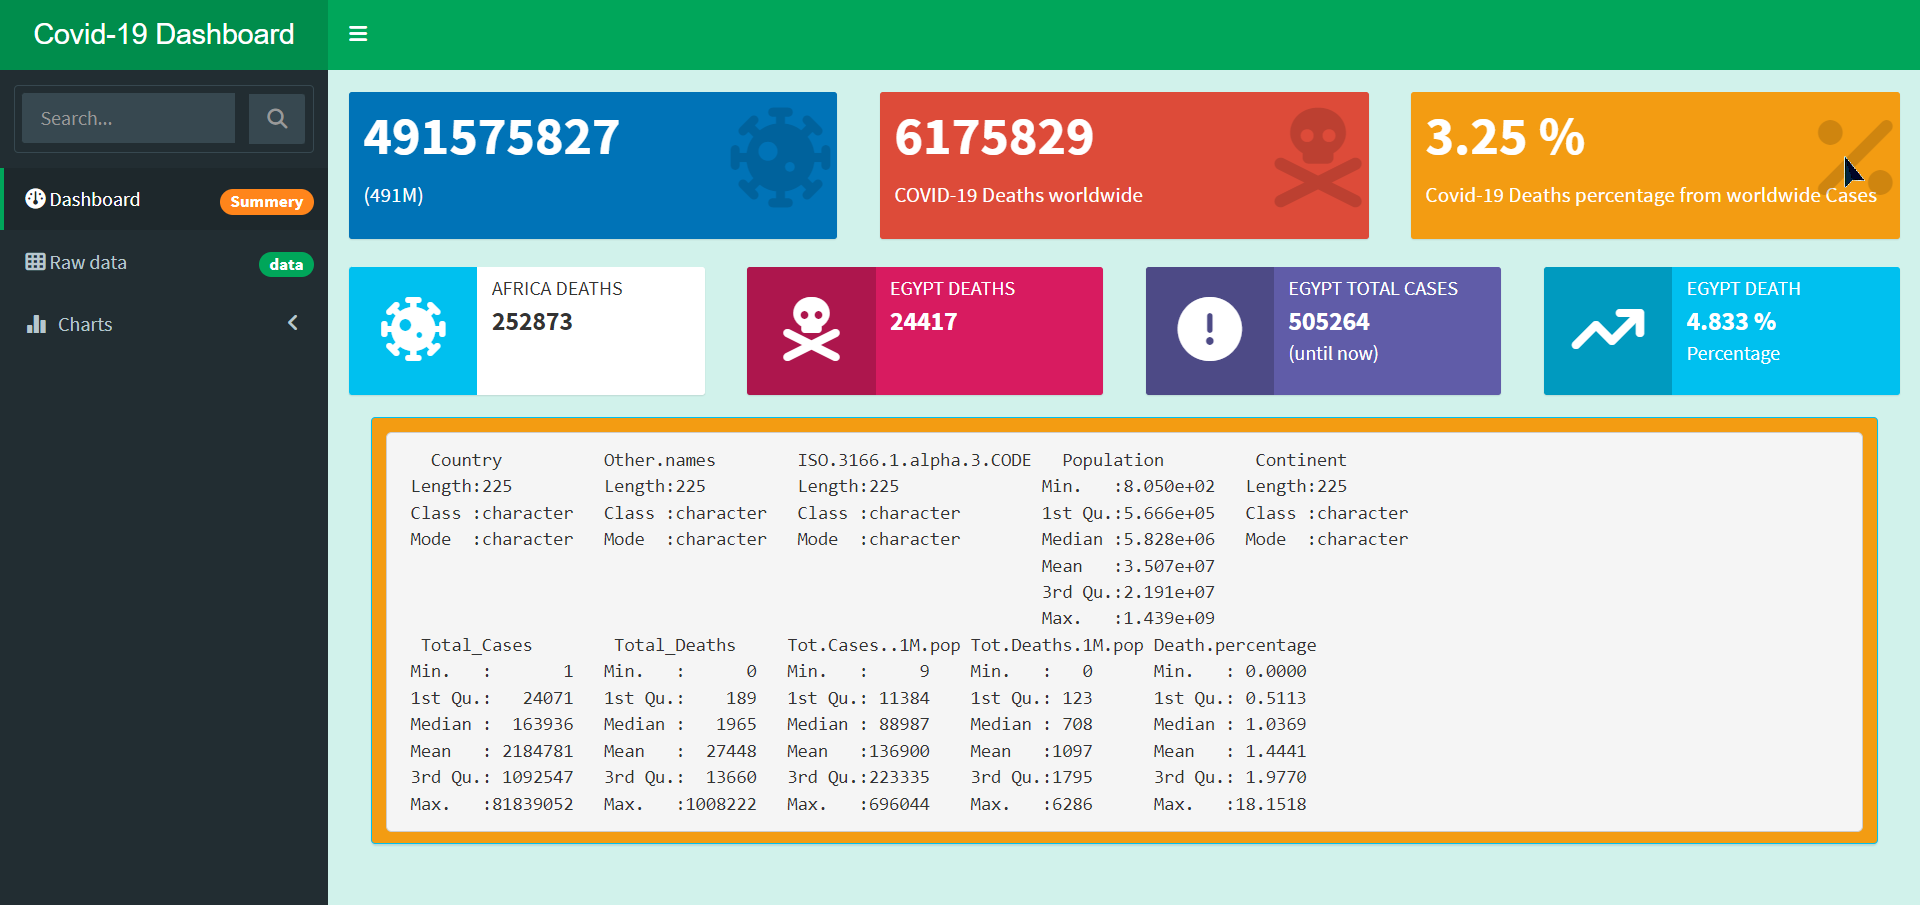 Covid-19 Dashboard
Search...
Dashboard Summery
Raw data data
Charts
491575827
(491M)
6175829
COVID-19 Deaths worldwide
3.25 %
Covid-19 Deaths percentage from worldwide Cases
AFRICA DEATHS
252873
EGYPT DEATHS
24417
EGYPT TOTAL CASES
505264
(until now)
EGYPT DEATH
4.833 %
Percentage
Country Other.names ISO.3166.1.alpha.3.CODE Population Continent
Length:225 Length:225 Length:225 Min. :8.050e+02 Length:225
Class :character Class :character Class :character 1st Qu.:5.666e+05 Class :character
Mode :character Mode :character Mode :character Median :5.828e+06 Mode :character
Mean :3.507e+07
3rd Qu.:2.191e+07
Max. :1.439e+09
Total_Cases Total_Deaths Tot.Cases..1M.pop Tot.Deaths.1M.pop Death.percentage
Min. : 1 Min. : 0 Min. : 9 Min. : 0 Min. : 0.0000
1st Qu.: 24071 1st Qu.: 189 1st Qu.: 11384 1st Qu.: 123 1st Qu.: 0.5113
Median : 163936 Median : 1965 Median : 88987 Median : 708 Median : 1.0369
Mean : 2184781 Mean : 27448 Mean :136900 Mean :1097 Mean : 1.4441
3rd Qu.: 1092547 3rd Qu.: 13660 3rd Qu.:223335 3rd Qu.:1795 3rd Qu.: 1.9770
Max. :81839052 Max. :1008222 Max. :696044 Max. :6286 Max. :18.1518